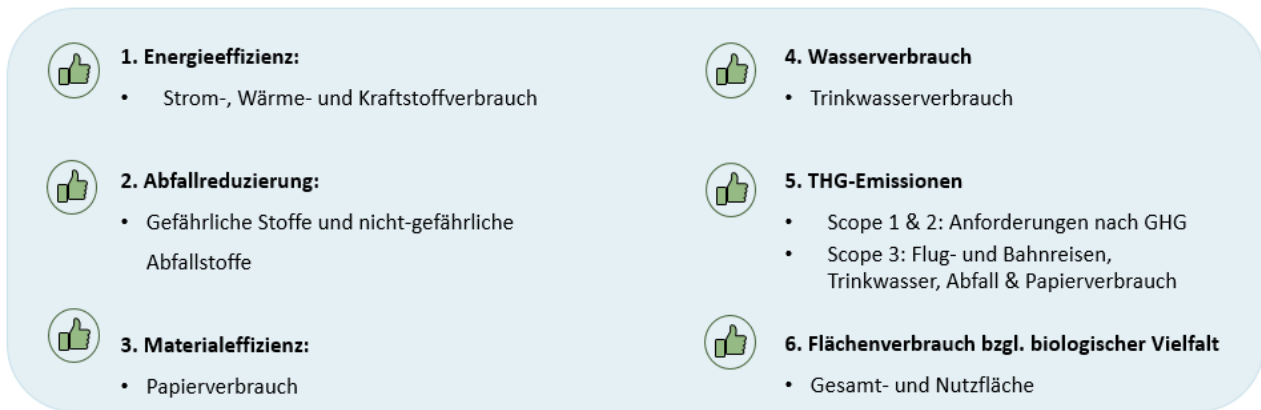 1. Energieeffizienz:
• Strom-, Wärme- und Kraftstoffverbrauch
2. Abfallreduzierung:
• Gefährliche Stoffe und nicht-gefährliche
Abfallstoffe
3. Materialeffizienz:
• Papierverbrauch
4. Wasserverbrauch
• Trinkwasserverbrauch
5. THG-Emissionen
• Scope 1 & 2: Anforderungen nach GHG
• Scope 3: Flug- und Bahnreisen,
Trinkwasser, Abfall & Papierverbrauch
6. Flächenverbrauch bzgl. biologischer Vielfalt
• Gesamt- und Nutzfläche